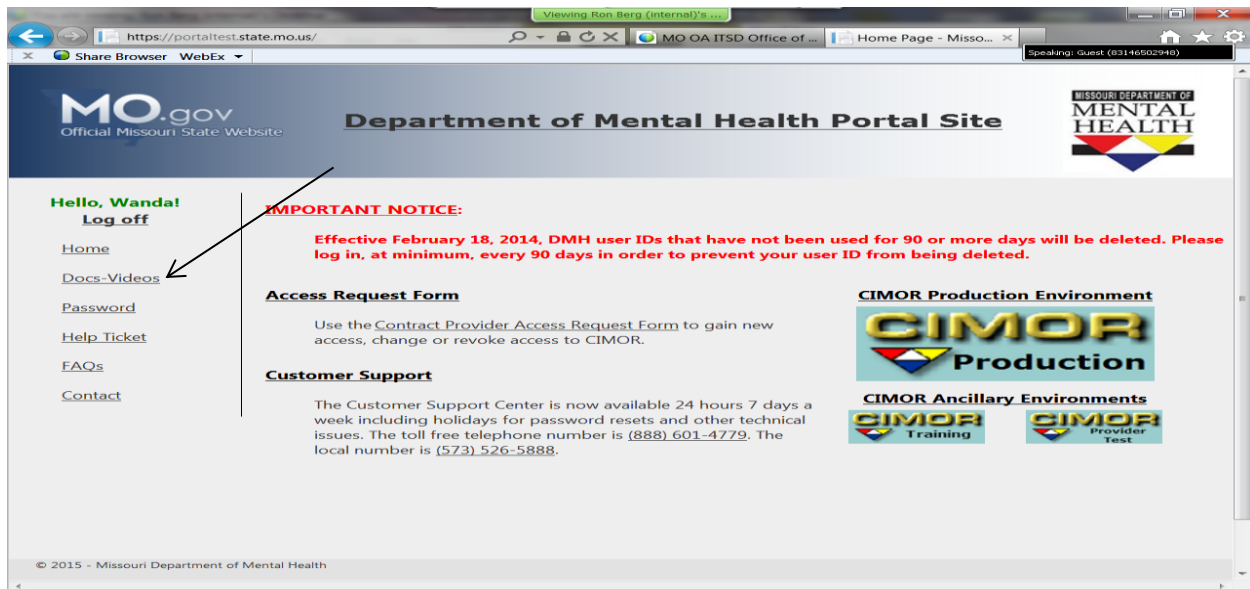 Viewing Ron Berg (internal)'s ...
https://portaltest.state.mo.us/
MO OA ITSD Office of ...
Home Page - Misso...
Share Browser WebEx
Speaking: Guest (83146502948)
MO.gov
Official Missouri State Website
Department of Mental Health Portal Site
MISSOURI DEPARTMENT OF
MENTAL
HEALTH
Hello, Wanda!
Log off
Home
Docs-Videos
Password
Help Ticket
FAQs
Contact
IMPORTANT NOTICE:
Effective February 18, 2014, DMH user IDs that have not been used for 90 or more days will be deleted. Please
log in, at minimum, every 90 days in order to prevent your user ID from being deleted.
Access Request Form
Use the Contract Provider Access Request Form to gain new
access, change or revoke access to CIMOR.
Customer Support
The Customer Support Center is now available 24 hours 7 days a
week including holidays for password resets and other technical
issues. The toll free telephone number is (888) 601-4779. The
local number is (573) 526-5888.
CIMOR Production Environment
CIMOR
Production
CIMOR Ancillary Environments
CIMOR
Training
CIMOR
Provider
Test
© 2015 - Missouri Department of Mental Health